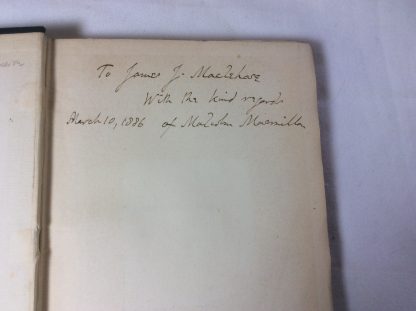 To James J. MacLehose
With the kind regards
March 10, 1886 of Malcolm Macmillan